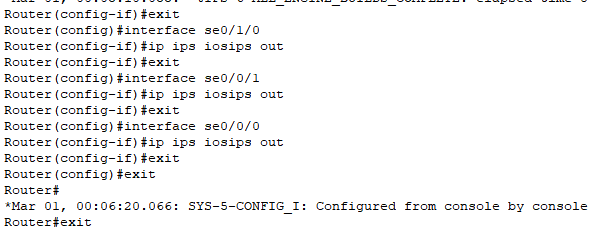 Router(config-if)#exit
Router(config)#interface se0/1/0
Router(config-if)#ip ips iosips out
Router(config-if)#exit
Router(config)#interface se0/0/1
Router(config-if)#ip ips iosips out
Router(config-if)#exit
Router(config)#interface se0/0/0
Router(config-if)#ip ips iosips out
Router(config-if)#exit
Router(config)#exit
Router#
*Mar 01, 00:06:20.066: SYS-5-CONFIG_I: Configured from console by console
Router#exit